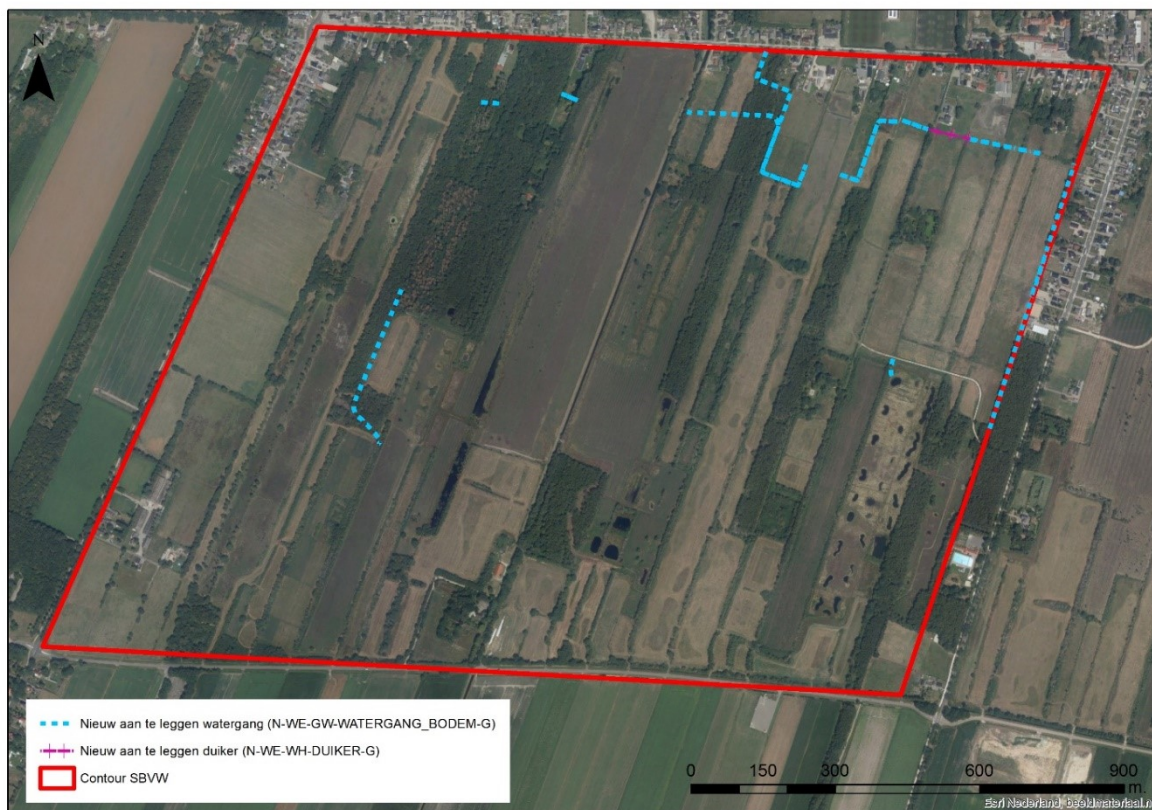 N
Nieuw aan te leggen watergang (N-WE-GW-WATERGANG_BODEM-G)
Nieuw aan te leggen duiker (N-WE-WH-DUIKER-G)
Contour SBVW
0 150 300 600 900
m.
Esri Nederland, beeldmateriaal.n